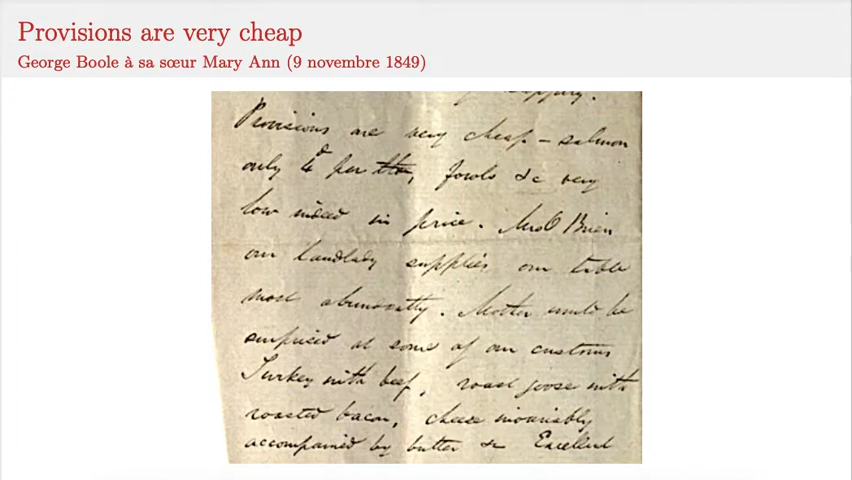 Provisions are very cheap
George Boole à sa sœur Mary Ann (9 novembre 1849)
Provisions are very cheap – salmon
only 4d per lb, fowls &c very
low indeed in price. Mrs O Brien
our landlady supplies our table
most abundantly. Mother would be
surprised at some of our customs
Turkey with beef, roast goose with
roasted bacon, cheese invariably
accompanied by butter &c Excellent